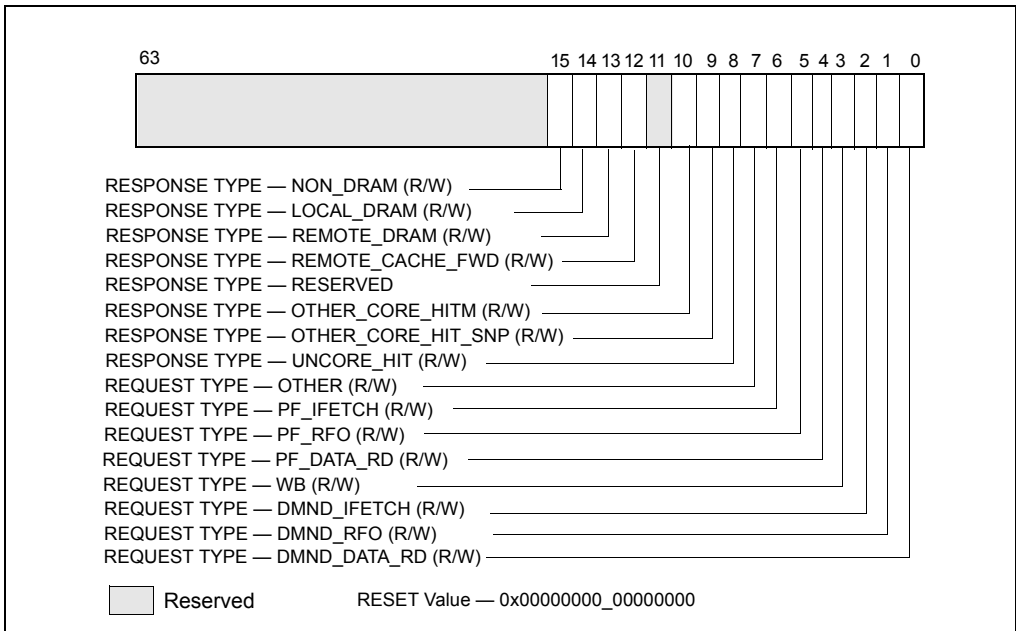 63 15 14 13 12 11 10 9 8 7 6 5 4 3 2 1 0
RESPONSE TYPE — NON_DRAM (R/W)
RESPONSE TYPE — LOCAL_DRAM (R/W)
RESPONSE TYPE — REMOTE_DRAM (R/W)
RESPONSE TYPE — REMOTE_CACHE_FWD (R/W)
RESPONSE TYPE — RESERVED
RESPONSE TYPE — OTHER_CORE_HITM (R/W)
RESPONSE TYPE — OTHER_CORE_HIT_SNP (R/W)
RESPONSE TYPE — UNCORE_HIT (R/W)
REQUEST TYPE — OTHER (R/W)
REQUEST TYPE — PF_IFETCH (R/W)
REQUEST TYPE — PF_RFO (R/W)
REQUEST TYPE — PF_DATA_RD (R/W)
REQUEST TYPE — WB (R/W)
REQUEST TYPE — DMND_IFETCH (R/W)
REQUEST TYPE — DMND_RFO (R/W)
REQUEST TYPE — DMND_DATA_RD (R/W)
Reserved RESET Value — 0x00000000_00000000